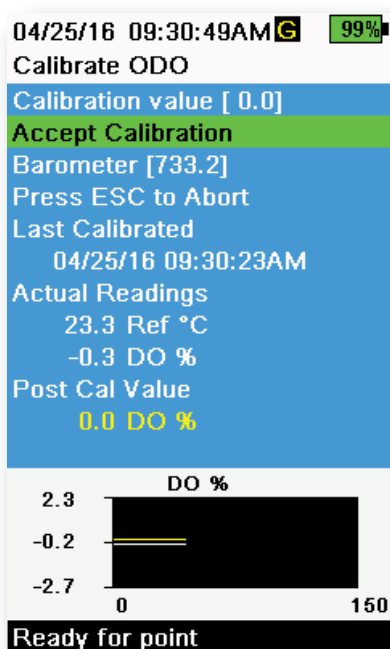 04/25/16 09:30:49AM G 99%
Calibrate ODO
Calibration value [ 0.0]
Accept Calibration
Barometer [733.2]
Press ESC to Abort
Last Calibrated
04/25/16 09:30:23AM
Actual Readings
23.3 Ref °C
-0.3 DO %
Post Cal Value
0.0 DO %
DO %
2.3
-0.2
-2.7
0 150
Ready for point